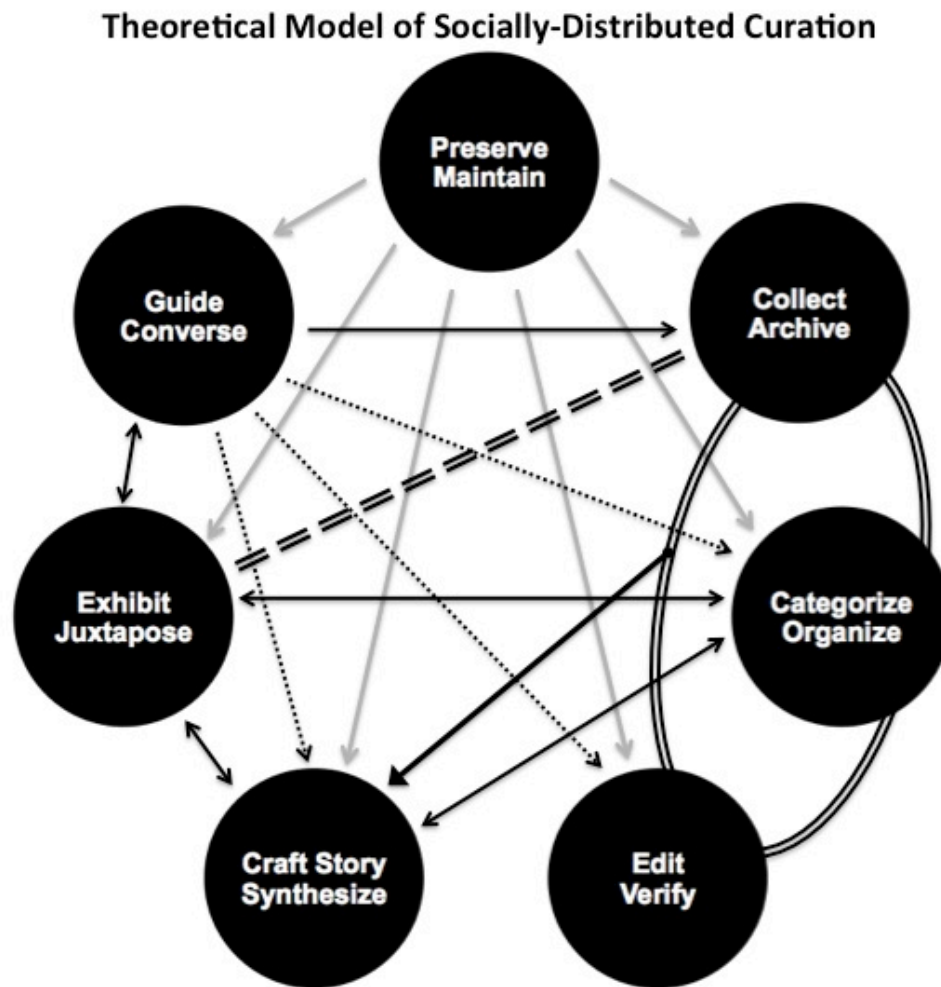 Theoretical Model of Socially-Distributed Curation
Preserve
Maintain
Guide
Converse
Collect
Archive
Exhibit
Juxtapose
Categorize
Organize
Craft Story
Synthesize
Edit
Verify